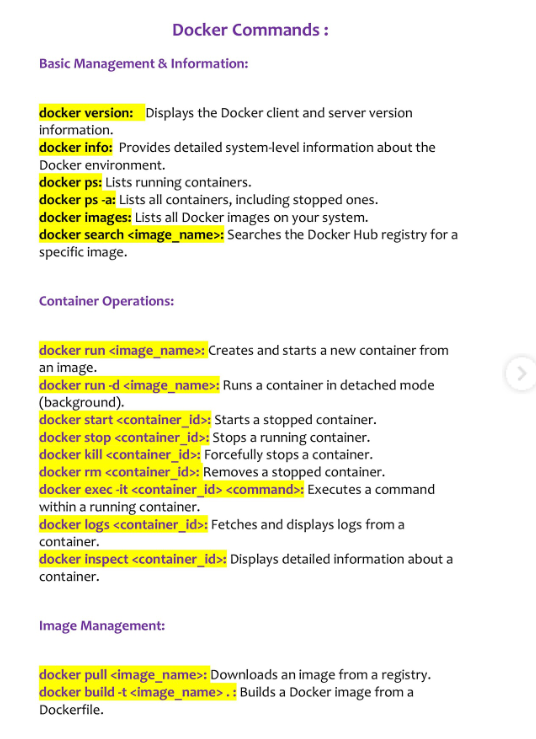 Docker Commands :
Basic Management & Information:
docker version: Displays the Docker client and server version
information.
docker info: Provides detailed system-level information about the
Docker environment.
docker ps: Lists running containers.
docker ps -a: Lists all containers, including stopped ones.
docker images: Lists all Docker images on your system.
docker search <image_name>: Searches the Docker Hub registry for a
specific image.
Container Operations:
docker run <image_name>: Creates and starts a new container from
an image.
docker run -d <image_name>: Runs a container in detached mode
(background).
docker start <container_id>: Starts a stopped container.
docker stop <container_id>: Stops a running container.
docker kill <container_id>: Forcefully stops a container.
docker rm <container_id>: Removes a stopped container.
docker exec -it <container_id> <command>: Executes a command
within a running container.
docker logs <container_id>: Fetches and displays logs from a
container.
docker inspect <container_id>: Displays detailed information about a
container.
Image Management:
docker pull <image_name>: Downloads an image from a registry.
docker build -t <image_name> . : Builds a Docker image from a
Dockerfile.